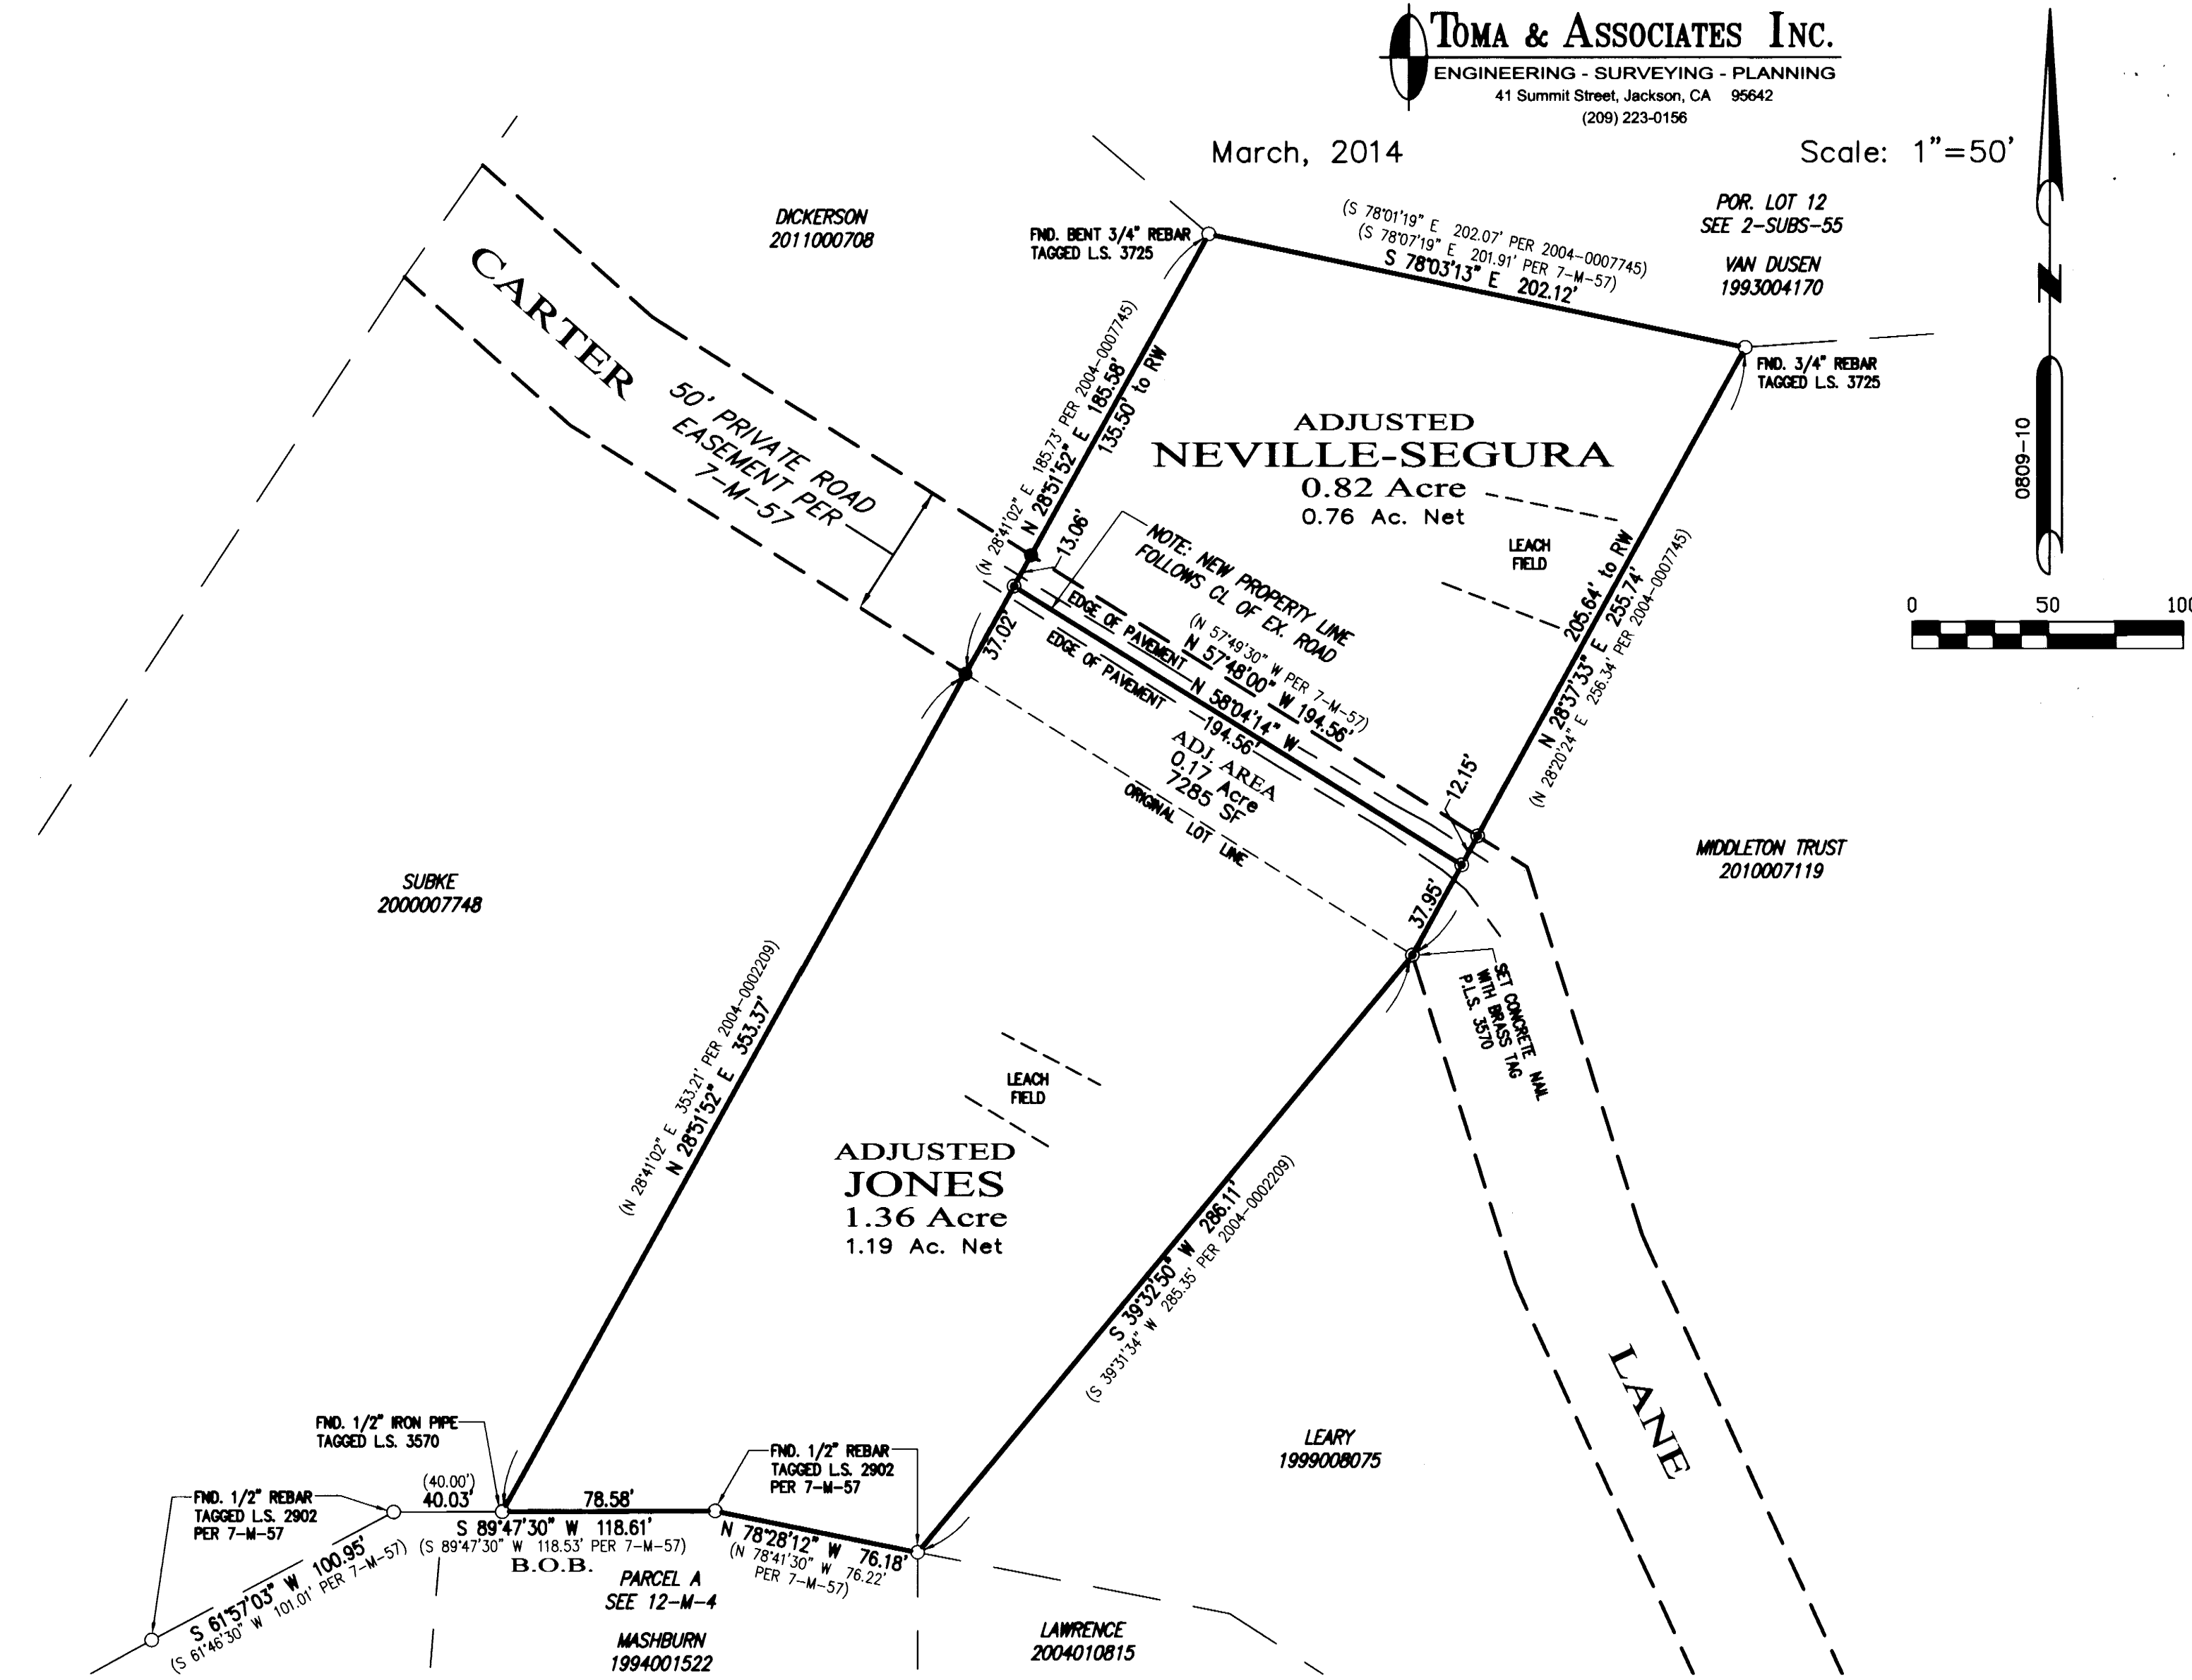 TOMA & ASSOCIATES INC.
ENGINEERING - SURVEYING - PLANNING
41 Summit Street, Jackson, CA 95642
(209) 223-0156
March, 2014
Scale: 1"=50'
DICKERSON
2011000708
FND. BENT 3/4" REBAR
TAGGED L.S. 3725
(S 78°01'19" E 202.07' PER 2004-0007745)
(S 78°07'19" E 201.91' PER 7-M-57)
S 78°03'13" E 202.12'
POR. LOT 12
SEE 2-SUBS-55
VAN DUSEN
1993004170
FND. 3/4" REBAR
TAGGED L.S. 3725
N
0809-10
0 50 100
CARTER
50' PRIVATE ROAD
EASEMENT PER
7-M-57
(N 28°41'02" E 185.73' PER 2004-0007745)
N 28°51'52" E 185.58'
135.50' to RW
ADJUSTED
NEVILLE-SEGURA
0.82 Acre
0.76 Ac. Net
LEACH
FIELD
13.06'
37.02'
NOTE: NEW PROPERTY LINE
FOLLOWS CL OF EX. ROAD
(N 57°49'30" W PER 7-M-57)
N 57°48'00" W 194.56'
EDGE OF PAVEMENT
N 58°04'14" W
194.56'
EDGE OF PAVEMENT
ADJ. AREA
0.17 Acre
7285 SF
ORIGINAL LOT LINE
205.64' to RW
N 28°37'33" E 255.74'
(N 28°20'24" E 256.34' PER 2004-0007745)
12.15'
37.95'
MIDDLETON TRUST
2010007119
SET CONCRETE NAIL
WITH BRASS TAG
P.L.S. 3570
SUBKE
2000007748
(N 28°41'02" E 353.21' PER 2004-0002209)
N 28°51'52" E 353.37'
LEACH
FIELD
ADJUSTED
JONES
1.36 Acre
1.19 Ac. Net
S 39°32'50" W 286.11'
(S 39°31'34" W 285.35' PER 2004-0002209)
LANE
LEARY
1999008075
FND. 1/2" IRON PIPE
TAGGED L.S. 3570
FND. 1/2" REBAR
TAGGED L.S. 2902
PER 7-M-57
FND. 1/2" REBAR
TAGGED L.S. 2902
PER 7-M-57
(40.00')
40.03'
78.58'
S 89°47'30" W 118.61'
(S 89°47'30" W 118.53' PER 7-M-57)
B.O.B.
N 78°28'12" W 76.18'
(N 78°41'30" W 76.22'
PER 7-M-57)
S 61°57'03" W 100.95'
(S 61°46'30" W 101.01' PER 7-M-57)
PARCEL A
SEE 12-M-4
MASHBURN
1994001522
LAWRENCE
2004010815